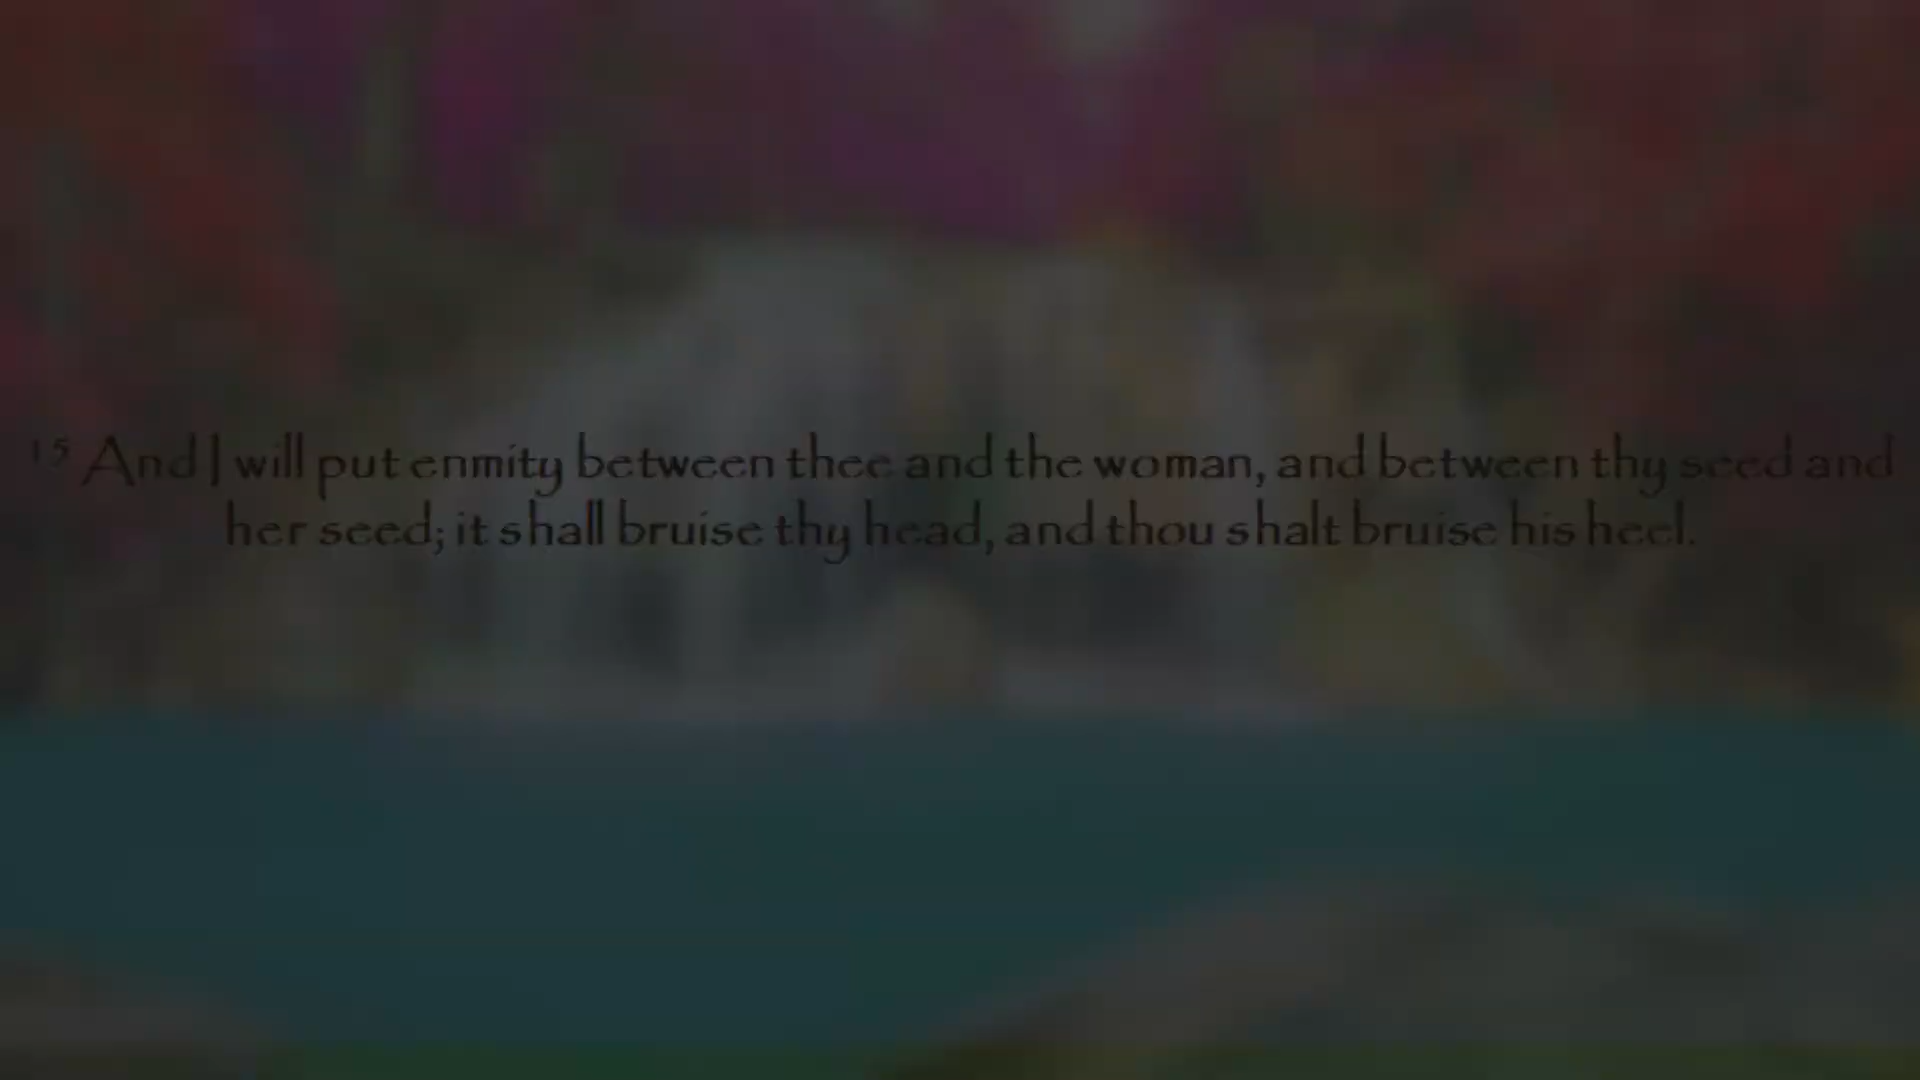 15 And I will put enmity between thee and the woman, and between thy seed and
her seed; it shall bruise thy head, and thou shalt bruise his heel.